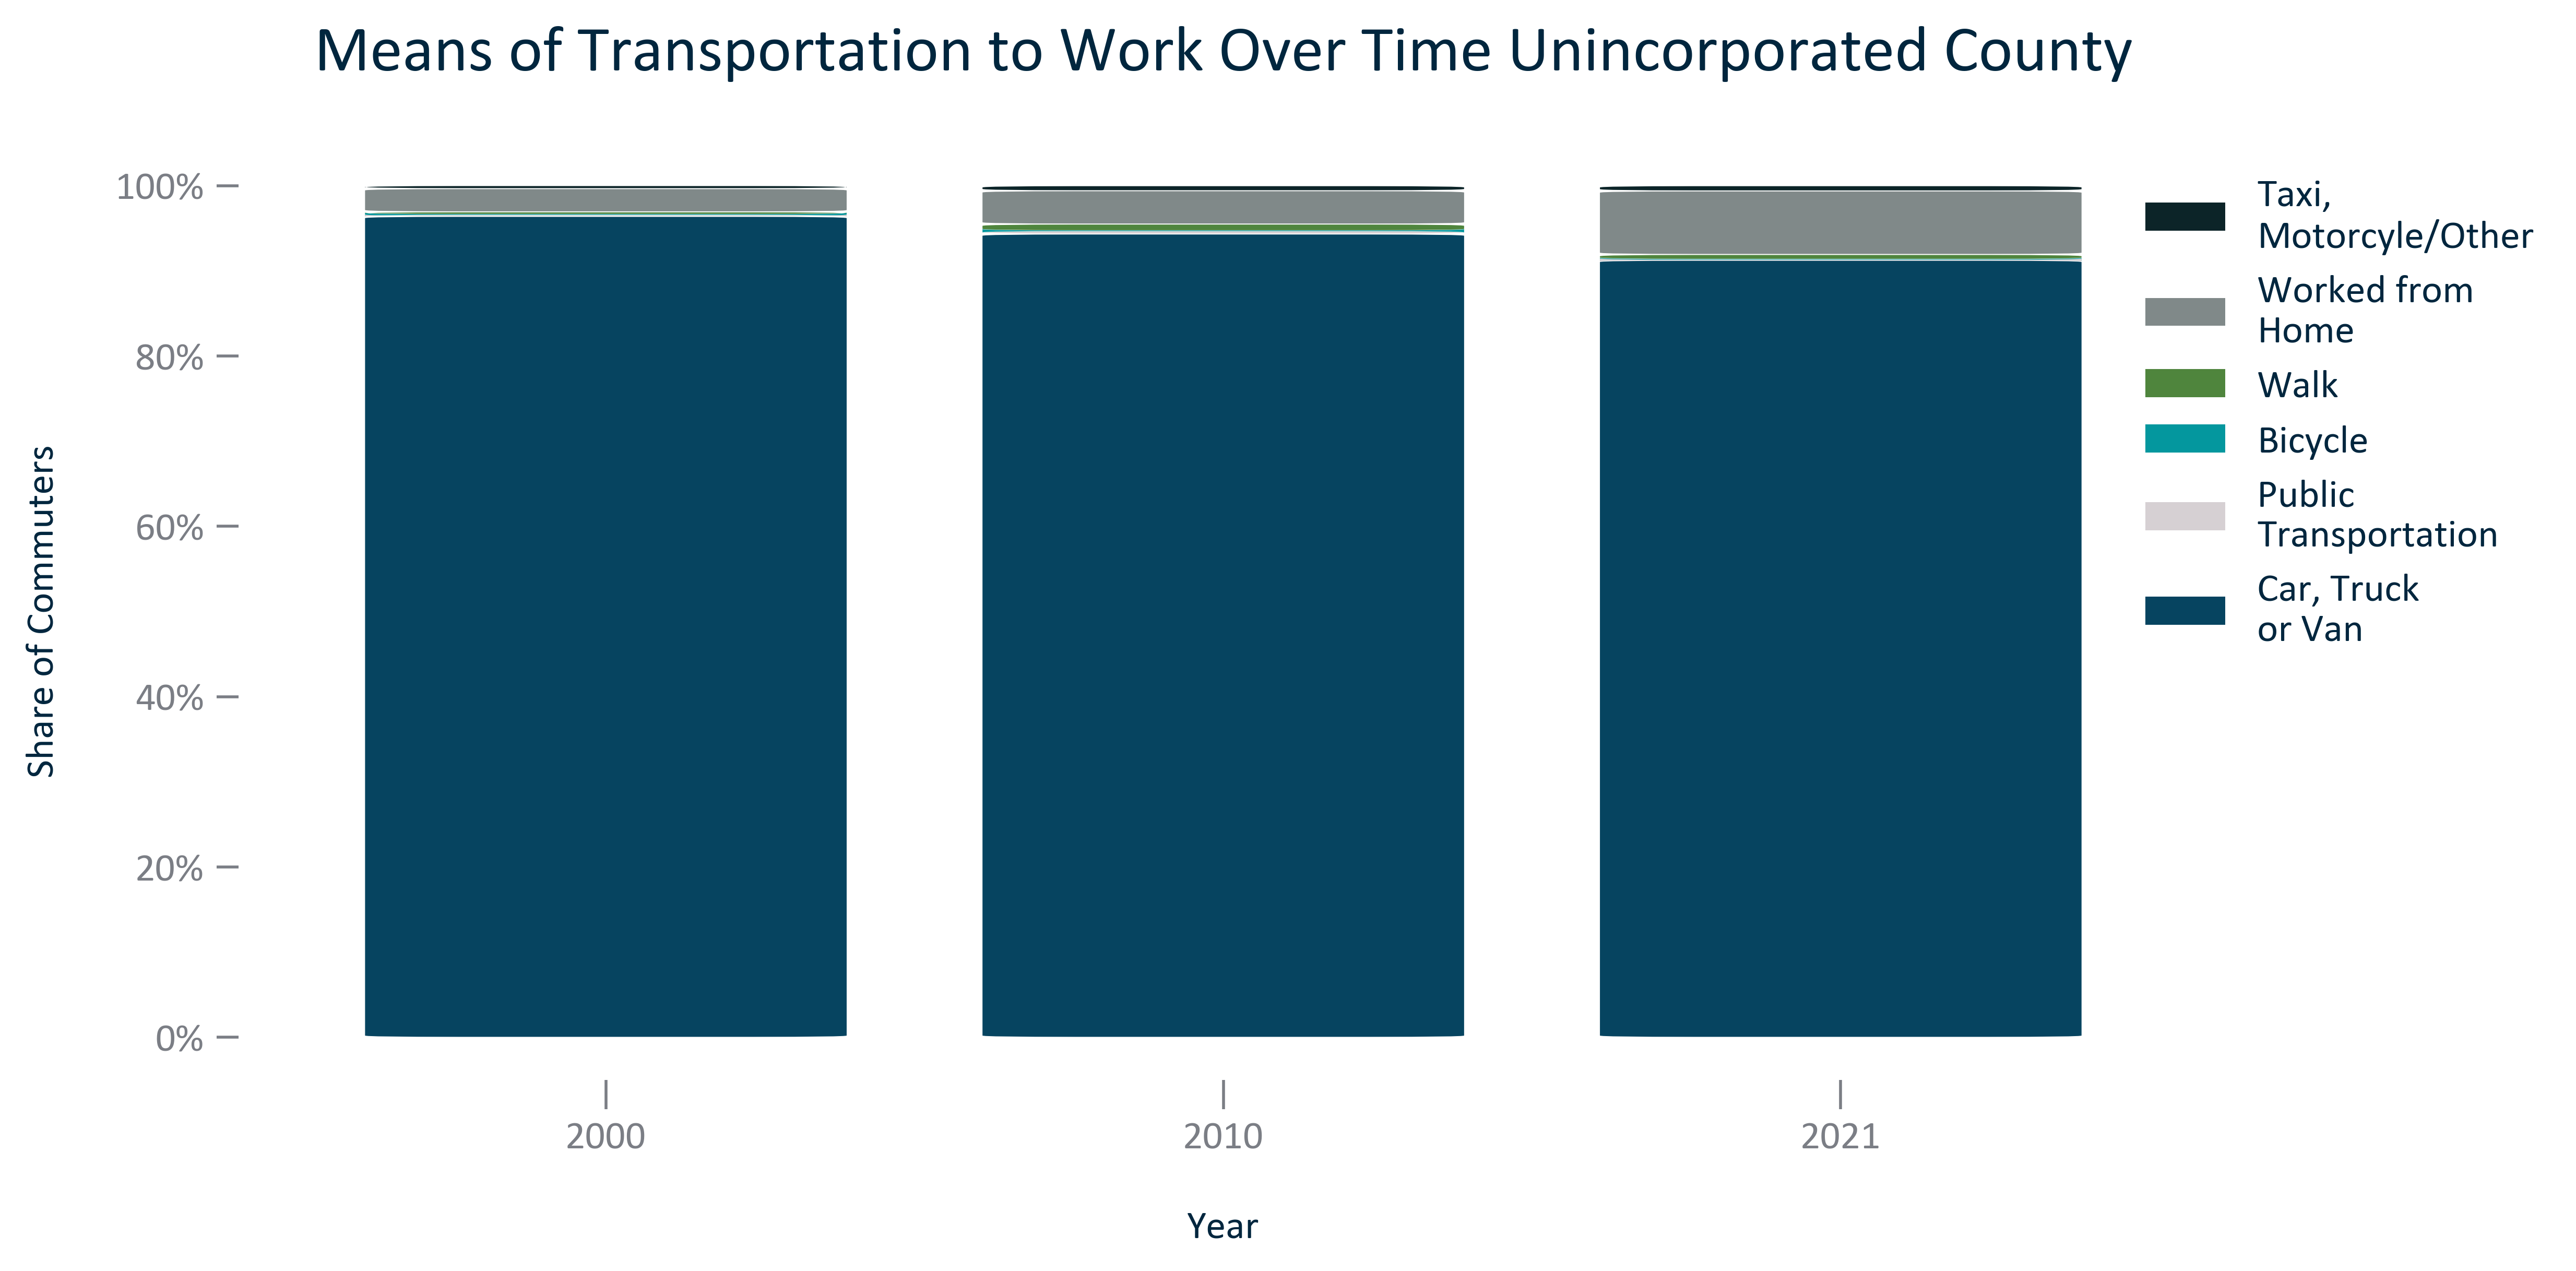 Means of Transportation to Work Over Time Unincorporated County
Share of Commuters
100%
80%
60%
40%
20%
0%
2000
2010
2021
Year
Taxi,
Motorcyle/Other
Worked from
Home
Walk
Bicycle
Public
Transportation
Car, Truck
or Van